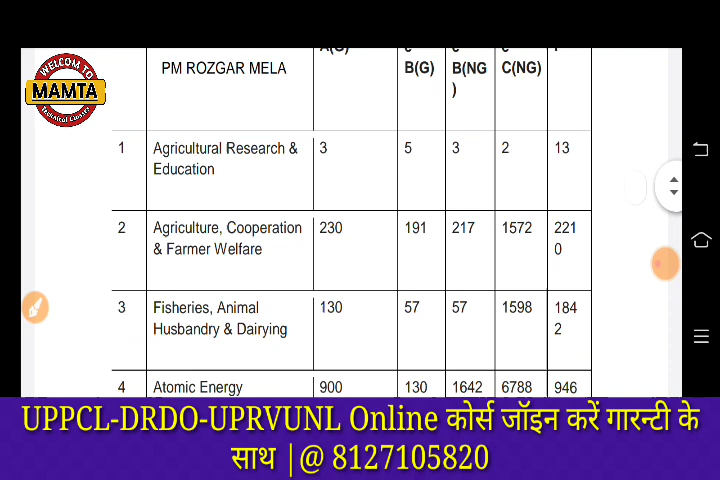 WELCOME TO
MAMTA
Technical Classes
A(G)
B(G)
B(NG
)
C(NG)
PM ROZGAR MELA
1 Agricultural Research & 3 5 3 2 13
Education
2 Agriculture, Cooperation 230 191 217 1572 221
& Farmer Welfare 0
3 Fisheries, Animal 130 57 57 1598 184
Husbandry & Dairying 2
4 Atomic Energy 900 130 1642 6788 946
UPPCL-DRDO-UPRVUNL Online कोर्स जॉइन करें गारन्टी के
साथ |@ 8127105820